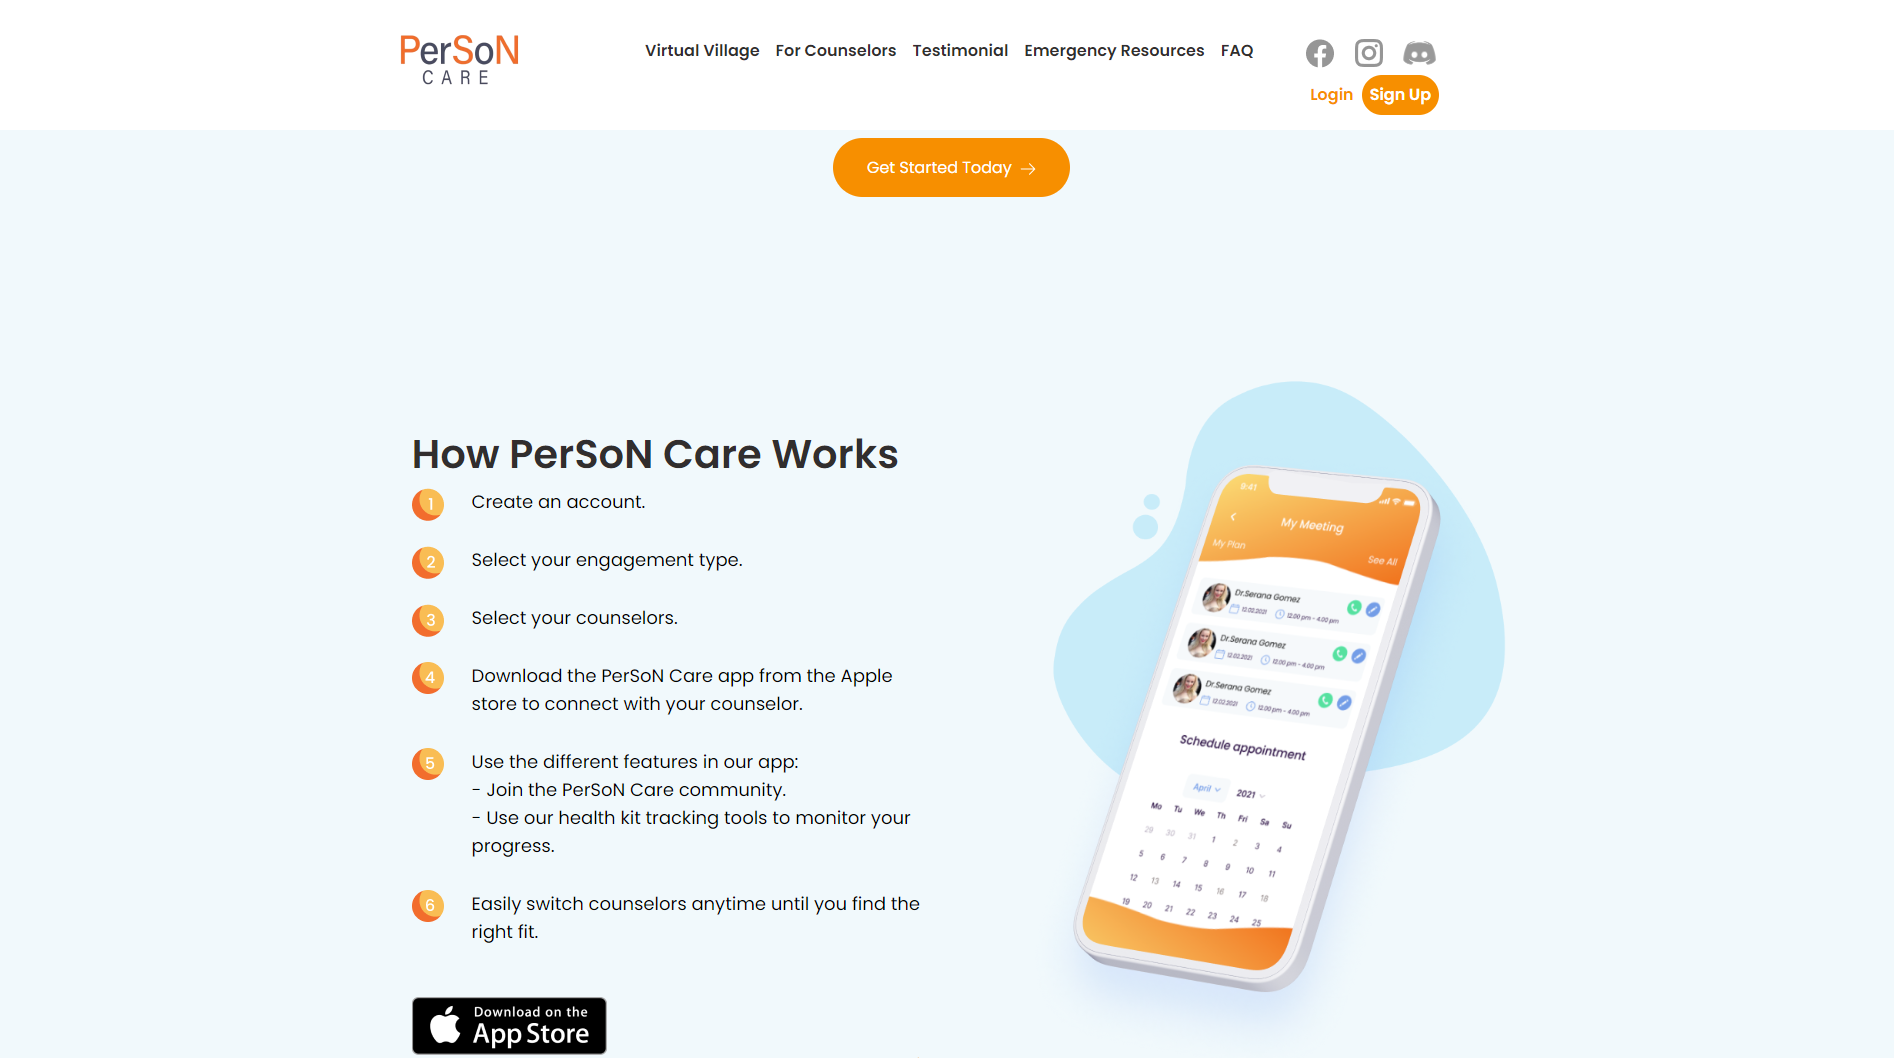 PerSoN
CARE
Virtual Village For Counselors Testimonial Emergency Resources FAQ
Login Sign Up
Get Started Today →
How PerSoN Care Works
1 Create an account.
2 Select your engagement type.
3 Select your counselors.
4 Download the PerSoN Care app from the Apple
store to connect with your counselor.
5 Use the different features in our app:
- Join the PerSoN Care community.
- Use our health kit tracking tools to monitor your
progress.
6 Easily switch counselors anytime until you find the
right fit.
Download on the
App Store
9:41
My Meeting
My Plan
See All
Dr.Serana Gomez
12.02.2021 12.00 pm - 4.00 pm
Dr.Serana Gomez
12.02.2021 12.00 pm - 4.00 pm
Dr.Serana Gomez
12.02.2021 12.00 pm - 4.00 pm
Schedule appointment
April 2021
Mo Tu We Th Fri Sa Su
29 30 31 1 2 3 4
5 6 7 8 9 10 11
12 13 14 15 16 17 18
19 20 21 22 23 24 25